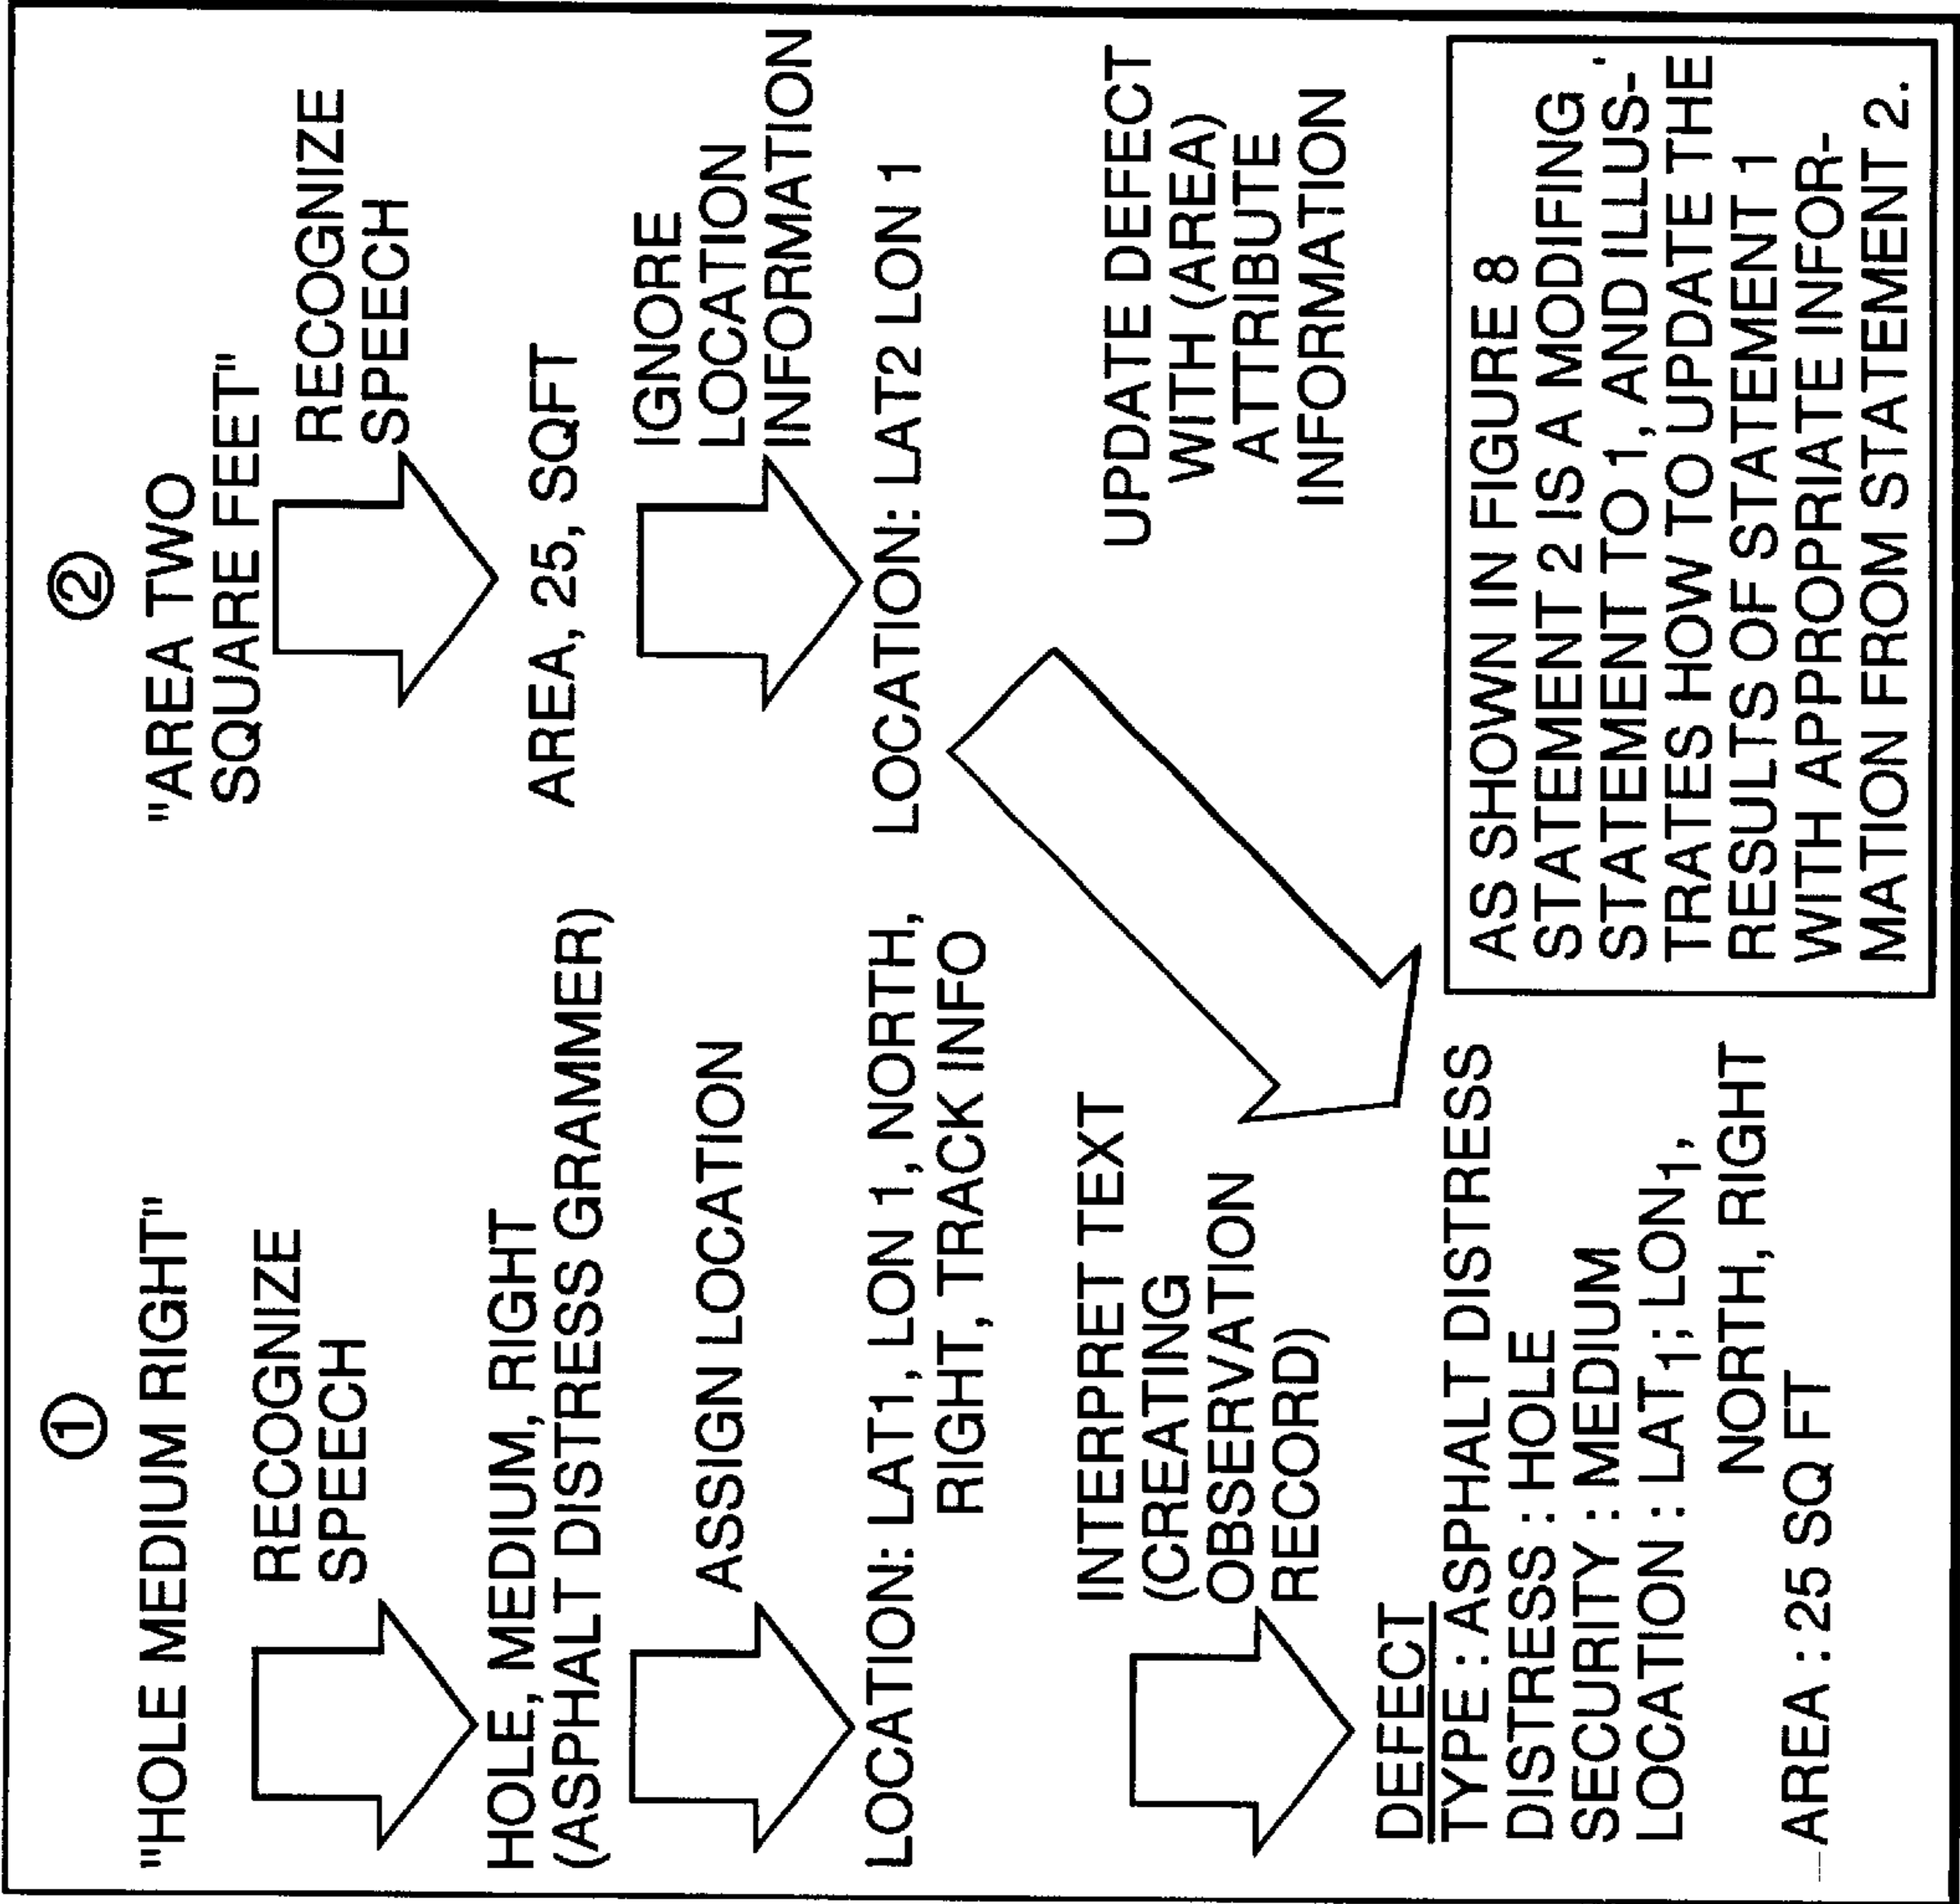 ①
"HOLE MEDIUM RIGHT"
RECOGNIZE
SPEECH
HOLE, MEDIUM, RIGHT
(ASPHALT DISTRESS GRAMMER)
ASSIGN LOCATION
LOCATION: LAT1, LON 1, NORTH,
RIGHT, TRACK INFO
INTERPRET TEXT
(CREATING
OBSERVATION
RECORD)
DEFECT
TYPE : ASPHALT DISTRESS
DISTRESS : HOLE
SECURITY : MEDIUM
LOCATION : LAT 1; LON1,
NORTH, RIGHT
AREA : 25 SQ FT
②
"AREA TWO
SQUARE FEET"
RECOGNIZE
SPEECH
AREA, 25, SQFT
IGNORE
LOCATION
INFORMATION
LOCATION: LAT2 LON 1
UPDATE DEFECT
WITH (AREA)
ATTRIBUTE
INFORMATION
AS SHOWN IN FIGURE 8
STATEMENT 2 IS A MODIFING
STATEMENT TO 1, AND ILLUS-
TRATES HOW TO UPDATE THE
RESULTS OF STATEMENT 1
WITH APPROPRIATE INFOR-
MATION FROM STATEMENT 2.